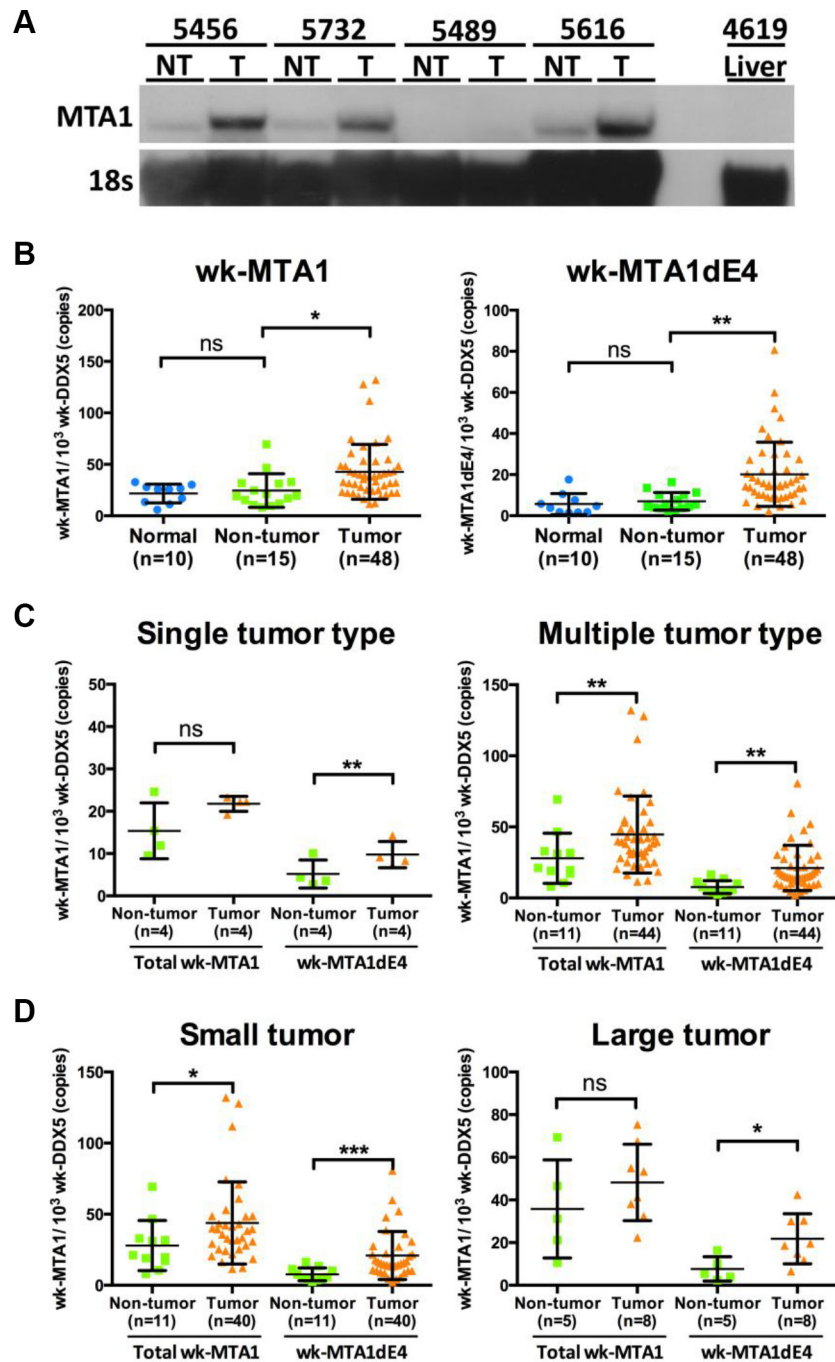 A
5456 5732 5489 5616 4619
NT T NT T NT T NT T Liver
MTA1
18s
B
wk-MTA1
wk-MTA1/ 10³ wk-DDX5 (copies)
200
150
100
50
0
ns
*
Normal Non-tumor Tumor
(n=10) (n=15) (n=48)
wk-MTA1dE4
wk-MTA1dE4/ 10³ wk-DDX5 (copies)
100
80
60
40
20
0
ns
**
Normal Non-tumor Tumor
(n=10) (n=15) (n=48)
C
Single tumor type
wk-MTA1/ 10³ wk-DDX5 (copies)
50
40
30
20
10
0
ns
**
Non-tumor Tumor Non-tumor Tumor
(n=4) (n=4) (n=4) (n=4)
Total wk-MTA1 wk-MTA1dE4
Multiple tumor type
wk-MTA1/ 10³ wk-DDX5 (copies)
150
100
50
0
**
**
Non-tumor Tumor Non-tumor Tumor
(n=11) (n=44) (n=11) (n=44)
Total wk-MTA1 wk-MTA1dE4
D
Small tumor
wk-MTA1/ 10³ wk-DDX5 (copies)
150
100
50
0
*
***
Non-tumor Tumor Non-tumor Tumor
(n=11) (n=40) (n=11) (n=40)
Total wk-MTA1 wk-MTA1dE4
Large tumor
wk-MTA1/ 10³ wk-DDX5 (copies)
100
80
60
40
20
0
ns
*
Non-tumor Tumor Non-tumor Tumor
(n=5) (n=8) (n=5) (n=8)
Total wk-MTA1 wk-MTA1dE4